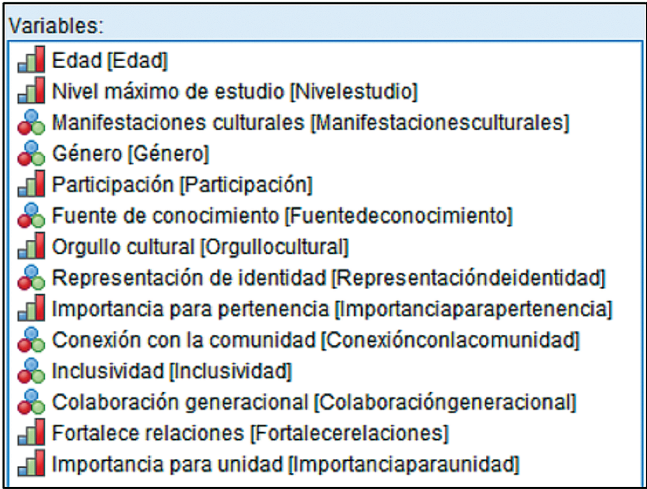 Variables:
Edad [Edad]
Nivel máximo de estudio [Nivelestudio]
Manifestaciones culturales [Manifestacionesculturales]
Género [Género]
Participación [Participación]
Fuente de conocimiento [Fuentedeconocimiento]
Orgullo cultural [Orgullocultural]
Representación de identidad [Representacióndeidentidad]
Importancia para pertenencia [Importanciaparapertenencia]
Conexión con la comunidad [Conexiónconlacomunidad]
Inclusividad [Inclusividad]
Colaboración generacional [Colaboracióngeneracional]
Fortalece relaciones [Fortalecerelaciones]
Importancia para unidad [Importanciaparaunidad]